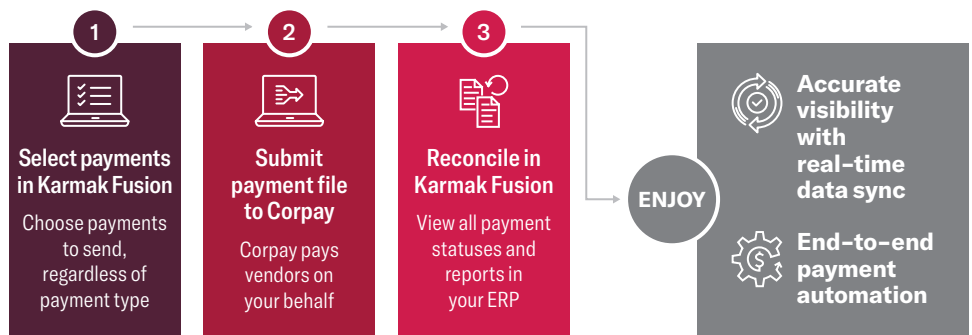 1
Select payments
in Karmak Fusion
Choose payments
to send,
regardless of
payment type
2
Submit
payment file
to Corpay
Corpay pays
vendors on
your behalf
3
Reconcile in
Karmak Fusion
View all payment
statuses and
reports in
your ERP
ENJOY
Accurate
visibility
with
real-time
data sync
$
End-to-end
payment
automation